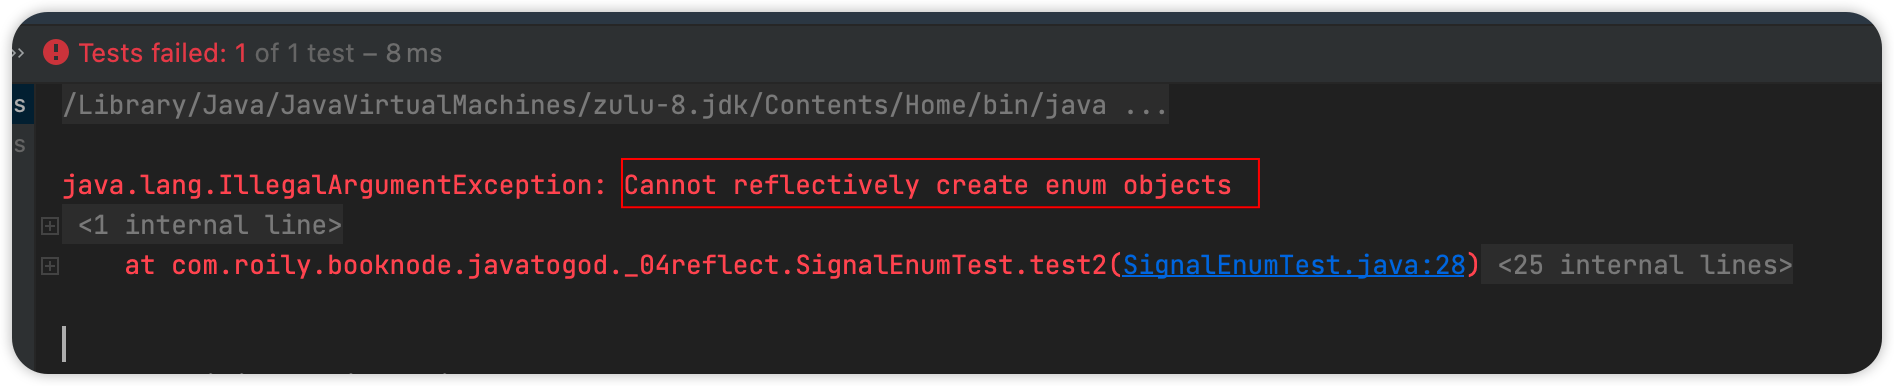 Tests failed: 1 of 1 test – 8 ms
s
/Library/Java/JavaVirtualMachines/zulu-8.jdk/Contents/Home/bin/java ...
s
java.lang.IllegalArgumentException: Cannot reflectively create enum objects
<1 internal line>
at com.roily.booknode.javatogod._04reflect.SignalEnumTest.test2(SignalEnumTest.java:28) <25 internal lines>